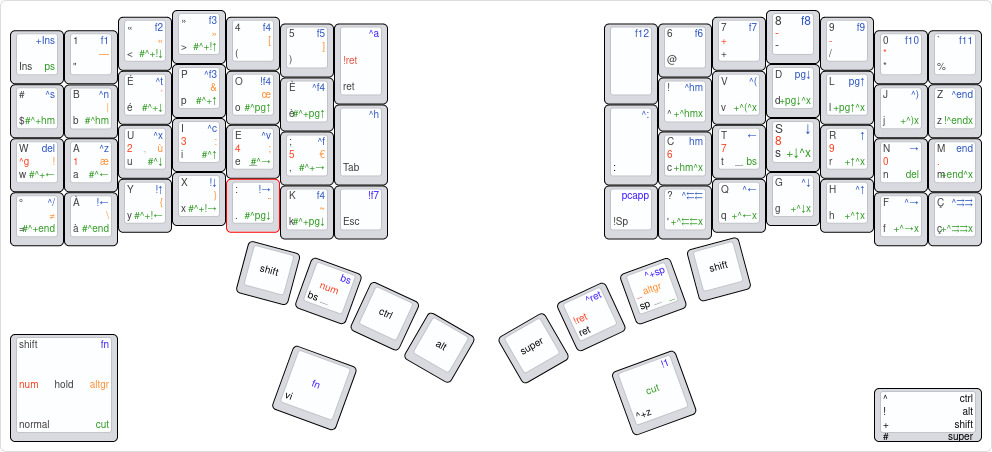 +Ins
Ins ps
1 f1
—
"
« f2
< #^+!↓
» f3
> #^+!↑
4 f4
[
(
5 f5
]
)
^a
!ret
ret
# ^s
$ #^+hm
B ^n
|
b #^hm
É ^t
é #^+↓
P ^f3
&
p #^+↑
O !f4
œ
o #^pg↑
È ^f4
è #^+pg↑
^h
Tab
W del
^g !
w #^+←
A ^z
1 æ
a #^←
U ^x
2 ù
u #^↓
I ^c
3
i #^↑
E ^v
4
e #^→
;
5 €
, #^+→
° ^/
≠
= #^+end
À !←
\
à #^end
Y !↑
{
y #^+!←
X !↓
}
x #^+!→
: !→
. #^pg↓
K f4
~
k #^+pg↓
!f7
Esc
f12
6 f6
@
7 f7
+
+
8 f8
-
-
9 f9
-
/
0 f10
*
*
` f11
%
! ^hm
^ +^hmx
V ^(
v +^(^x
D pg↓
d +pg↓^x
L pg↑
l +pg↑^x
J ^)
j +^)x
Z ^end
z !^endx
^:
:
C hm
6
c +hm^x
T ←
7
t _ bs
S ↓
8
s +↓^x
R ↑
9
r +↑^x
N →
0
n del
M end
.
m +end^x
pcapp
!Sp
? ^⇇
' +^⇇x
Q ^←
q +^←x
G ^↓
g +^↓x
H ^↑
h +^↑x
F ^→
f +^→x
Ç ^⇉
ç +^⇉x
shift
bs
num
bs _
ctrl
alt
fn
vi
super
^ret
!ret
ret
^+sp
_ altgr
sp _ _
shift
!1
cut
^+z
shift fn
num hold altgr
normal cut
^ ctrl
! alt
+ shift
# super